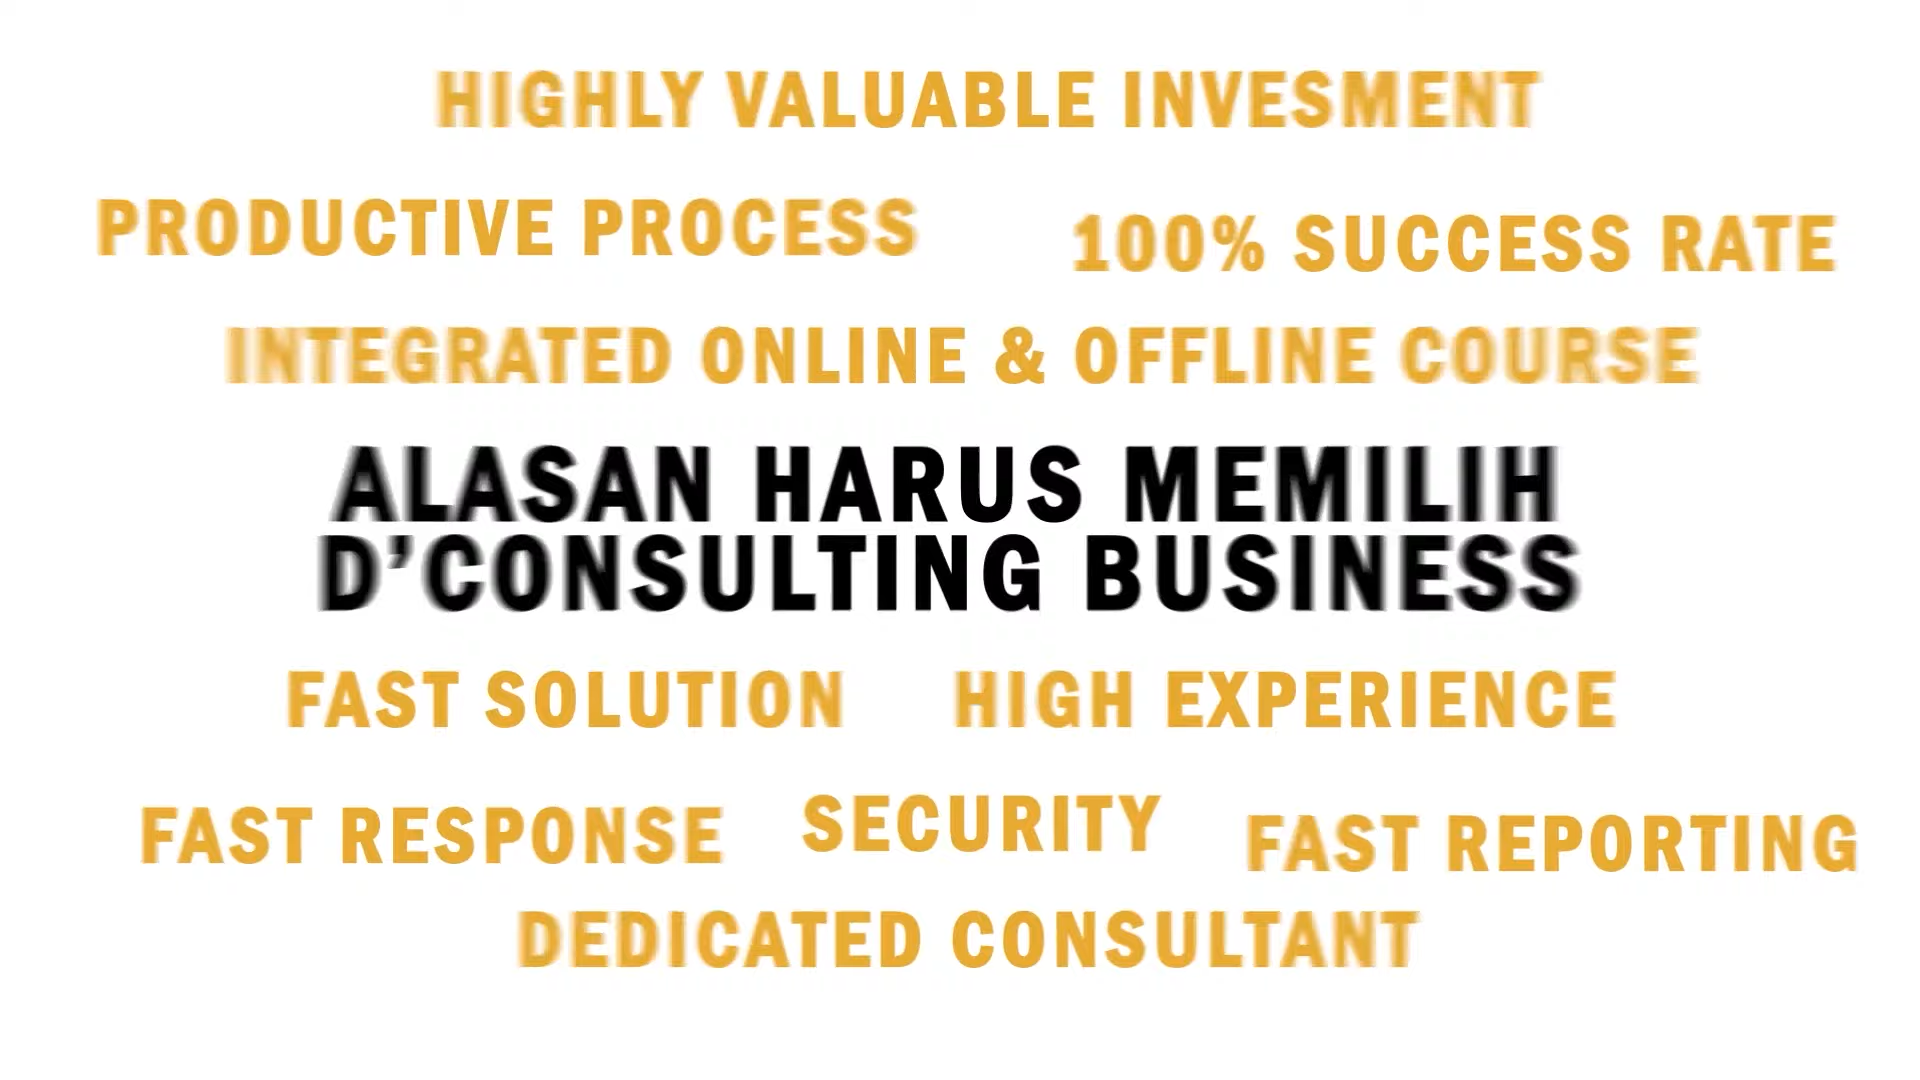 HIGHLY VALUABLE INVESMENT
PRODUCTIVE PROCESS
100% SUCCESS RATE
INTEGRATED ONLINE & OFFLINE COURSE
ALASAN HARUS MEMILIH
D’CONSULTING BUSINESS
FAST SOLUTION
HIGH EXPERIENCE
FAST RESPONSE
SECURITY
FAST REPORTING
DEDICATED CONSULTANT